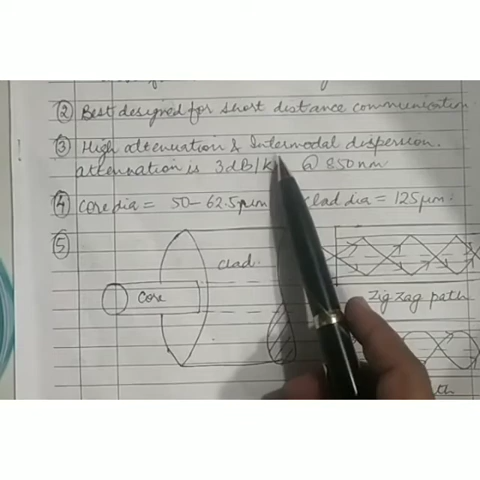 ② Best designed for short distance communication.
③ High attenuation & Intermodal dispersion.
attenuation is 3dB/K @ 850nm
④ Core dia = 50-62.5μm Clad dia = 125μm.
⑤
Clad
Core
Zig Zag path